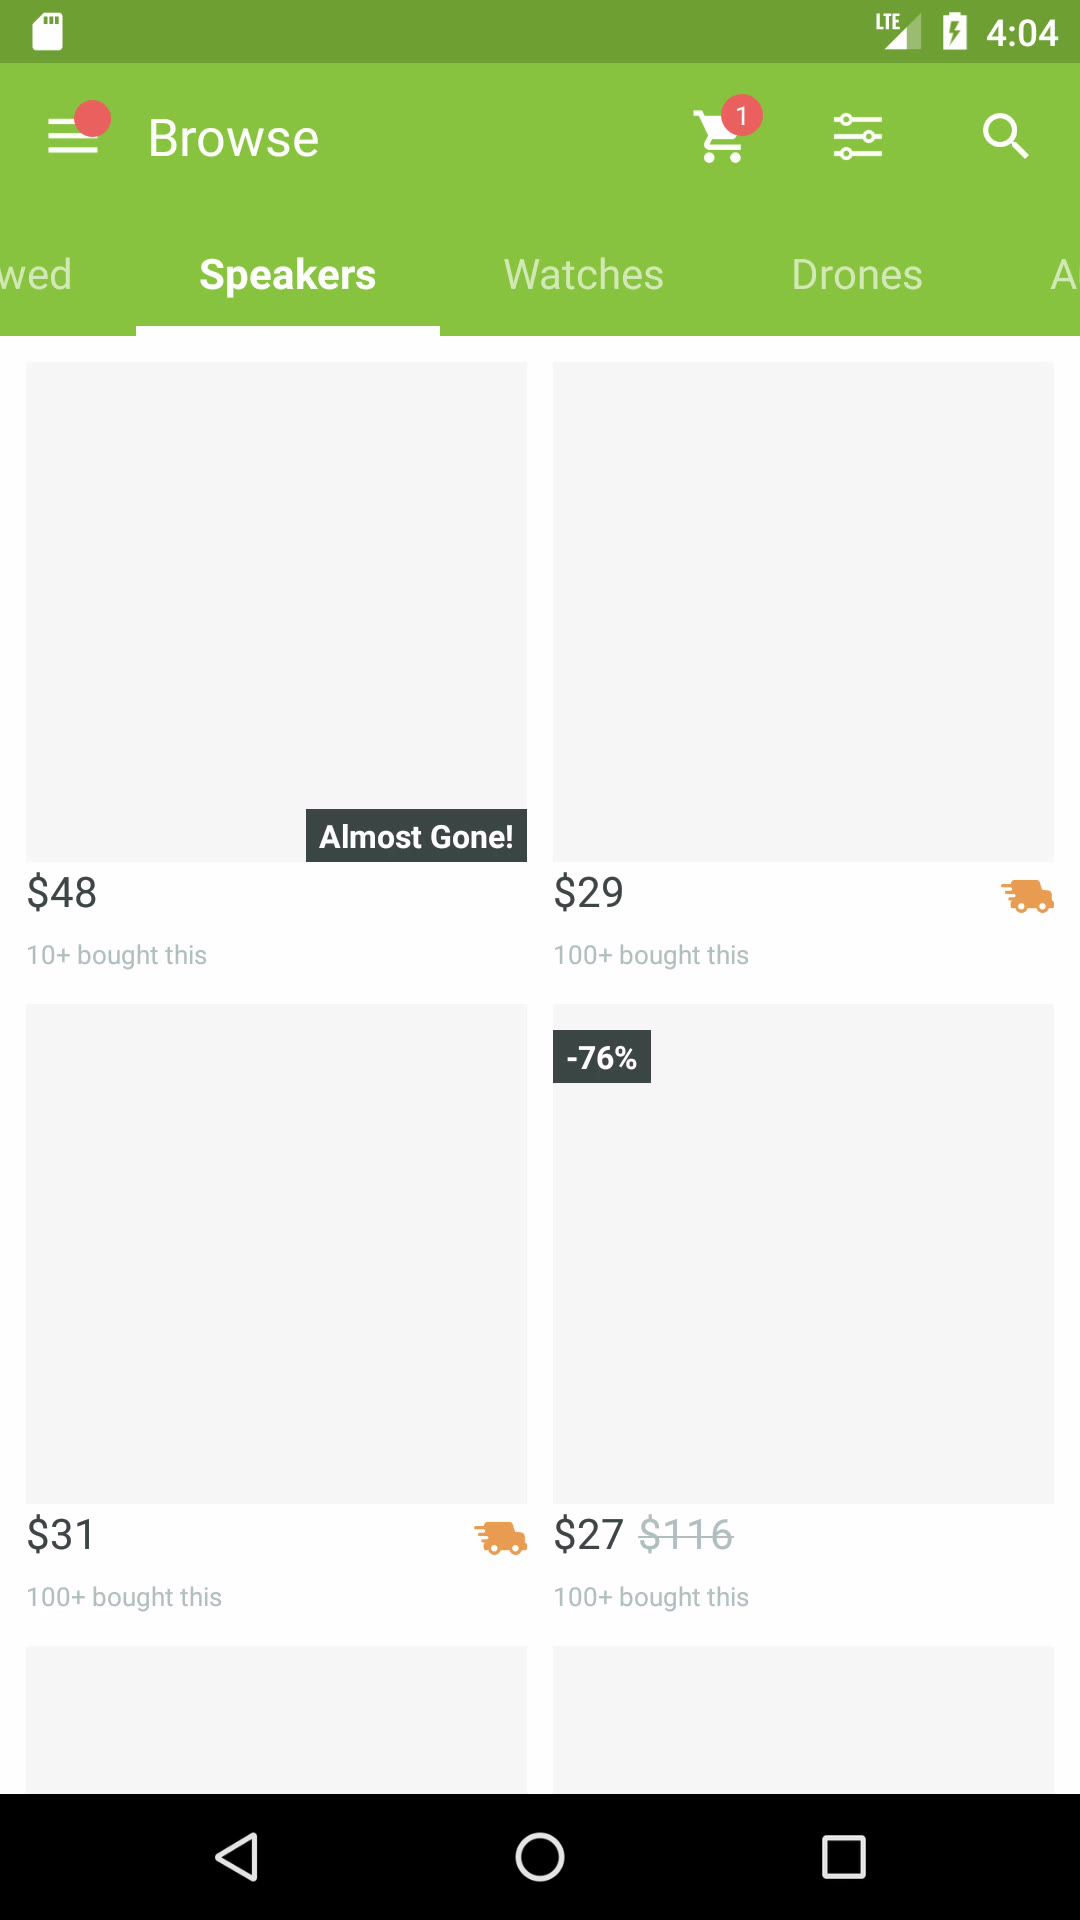 LTE 4:04
Browse 1
wed Speakers Watches Drones A
Almost Gone!
$48 $29
10+ bought this 100+ bought this
-76%
$31 $27 $116
100+ bought this 100+ bought this